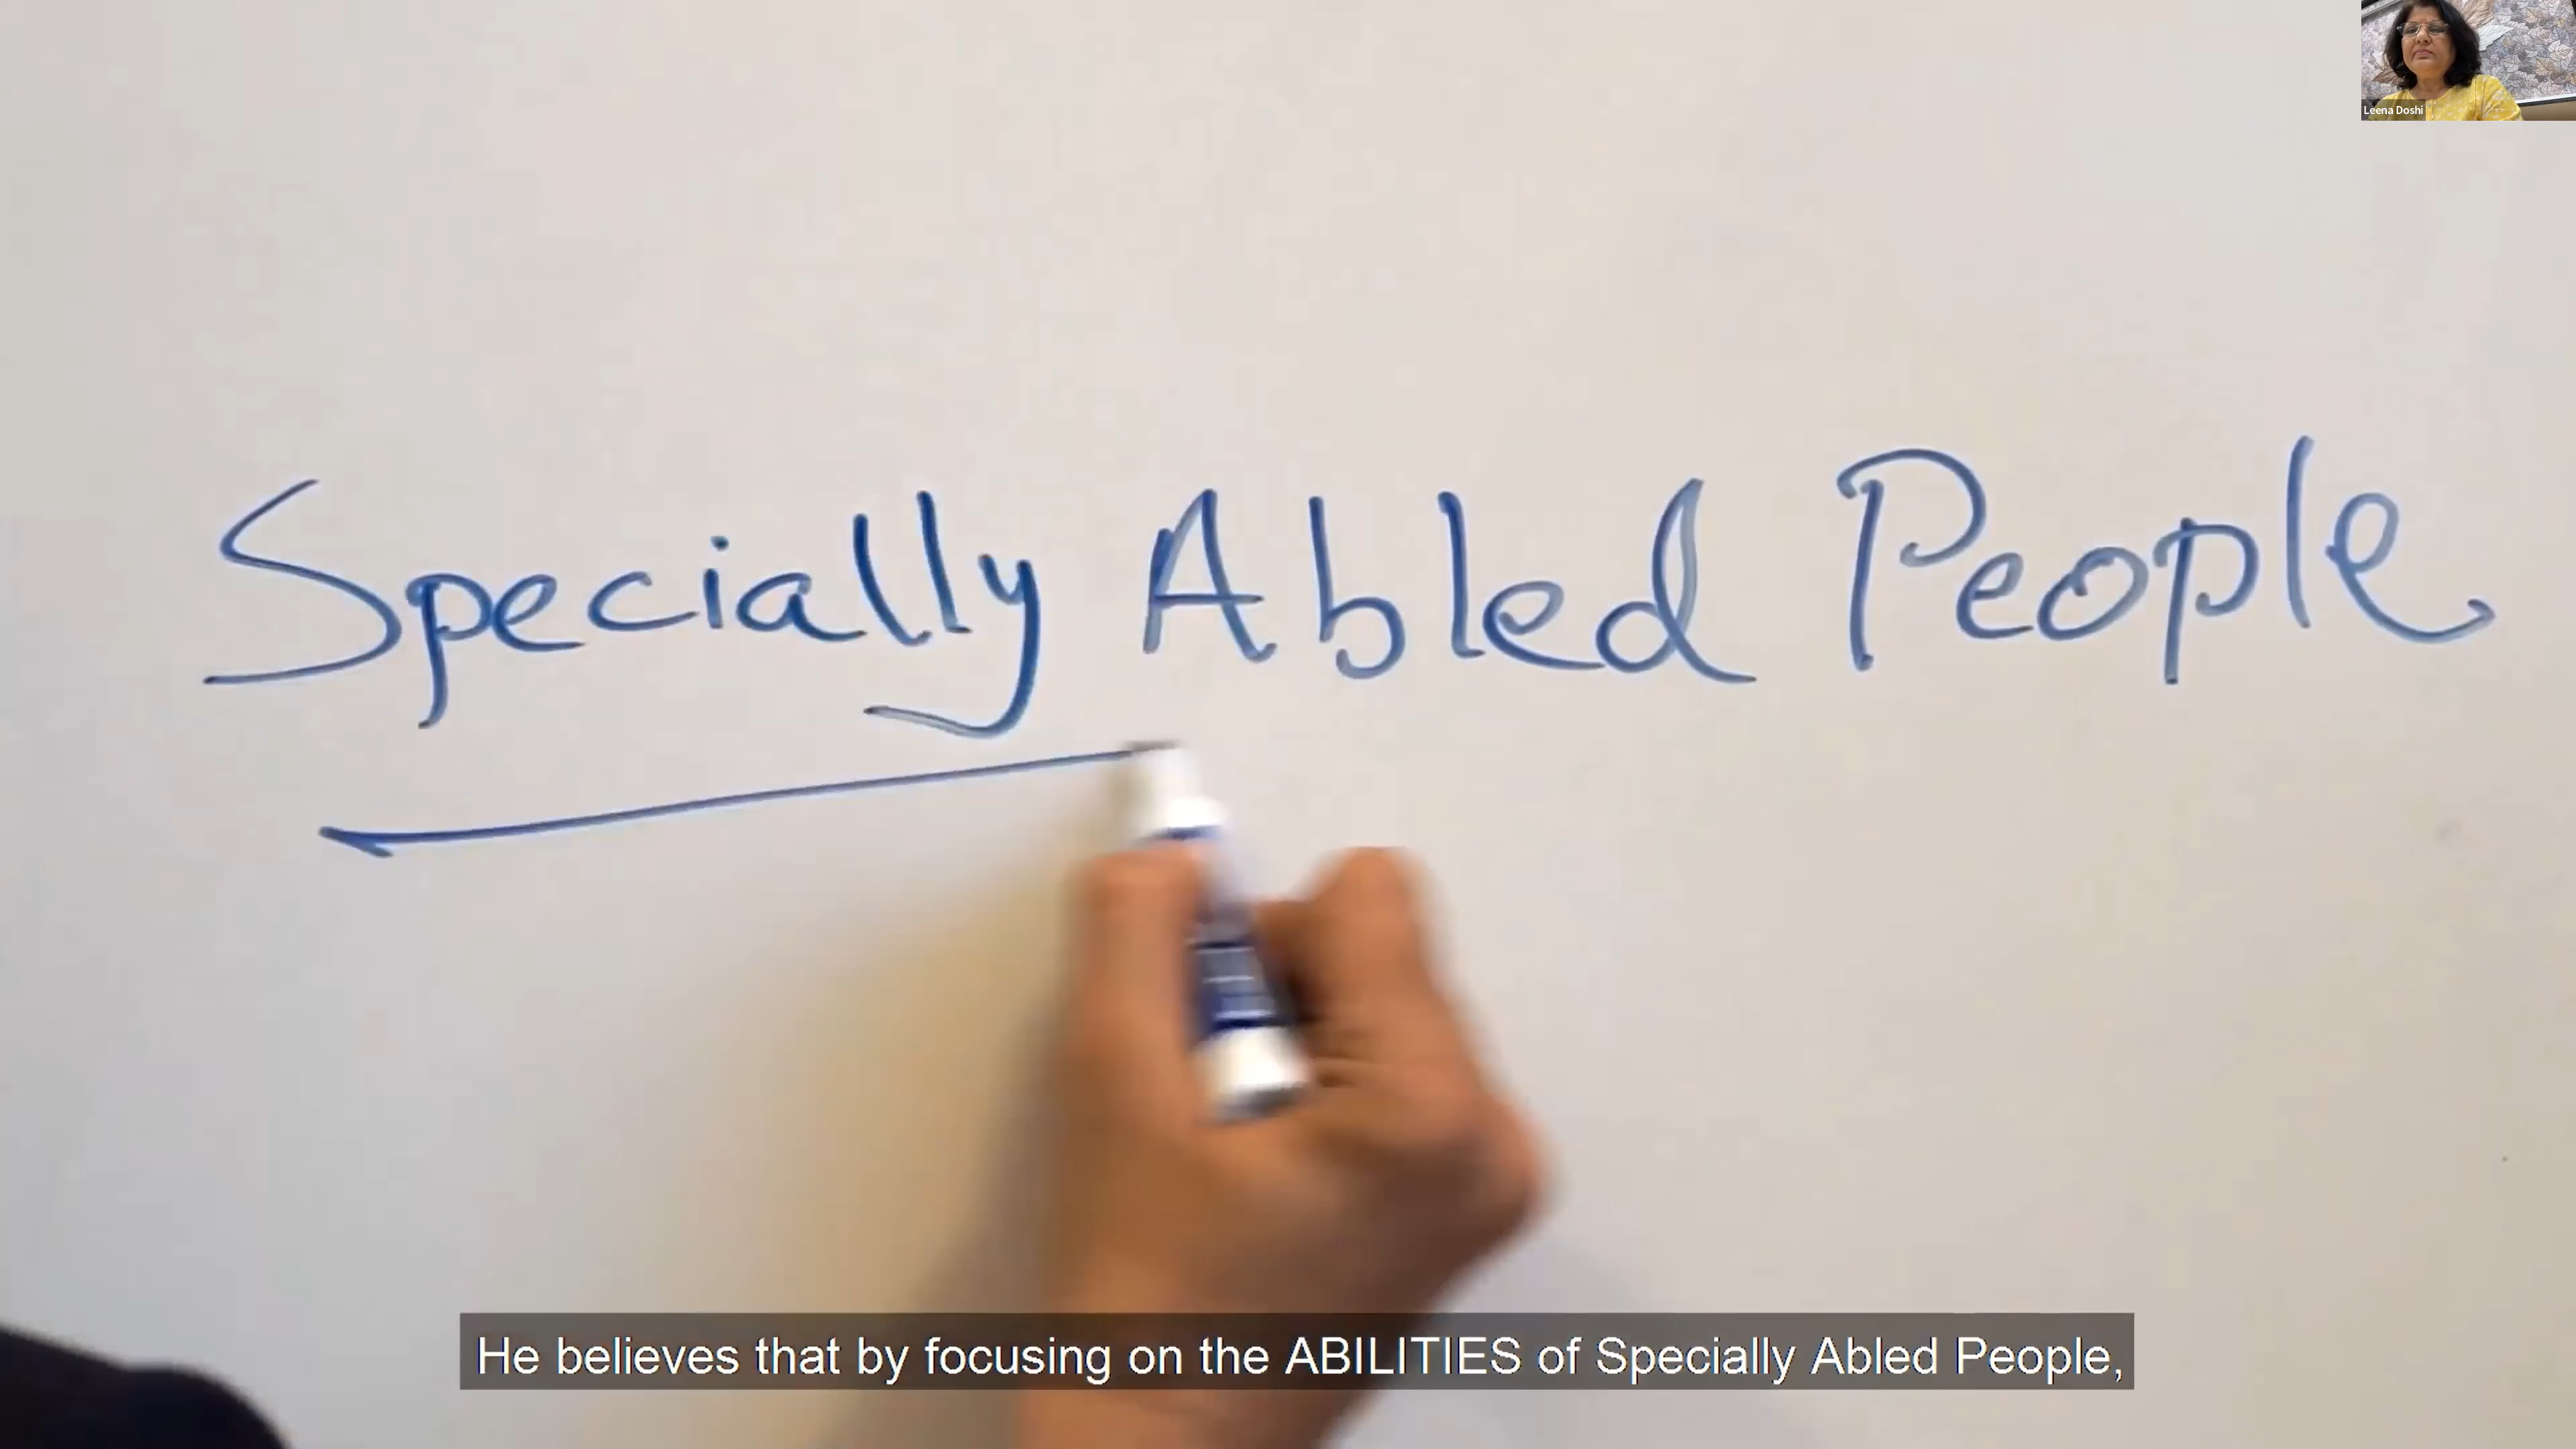 Leena Doshi
Specially Abled People
He believes that by focusing on the ABILITIES of Specially Abled People,